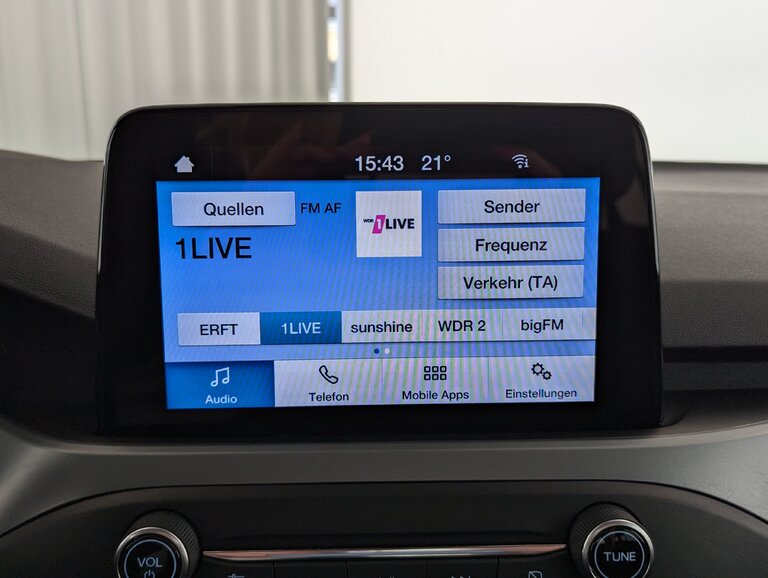 15:43 21°
Quellen FM AF
WDR 1LIVE
Sender
1LIVE
Frequenz
Verkehr (TA)
ERFT 1LIVE sunshine WDR 2 bigFM
Audio Telefon Mobile Apps Einstellungen
VOL TUNE